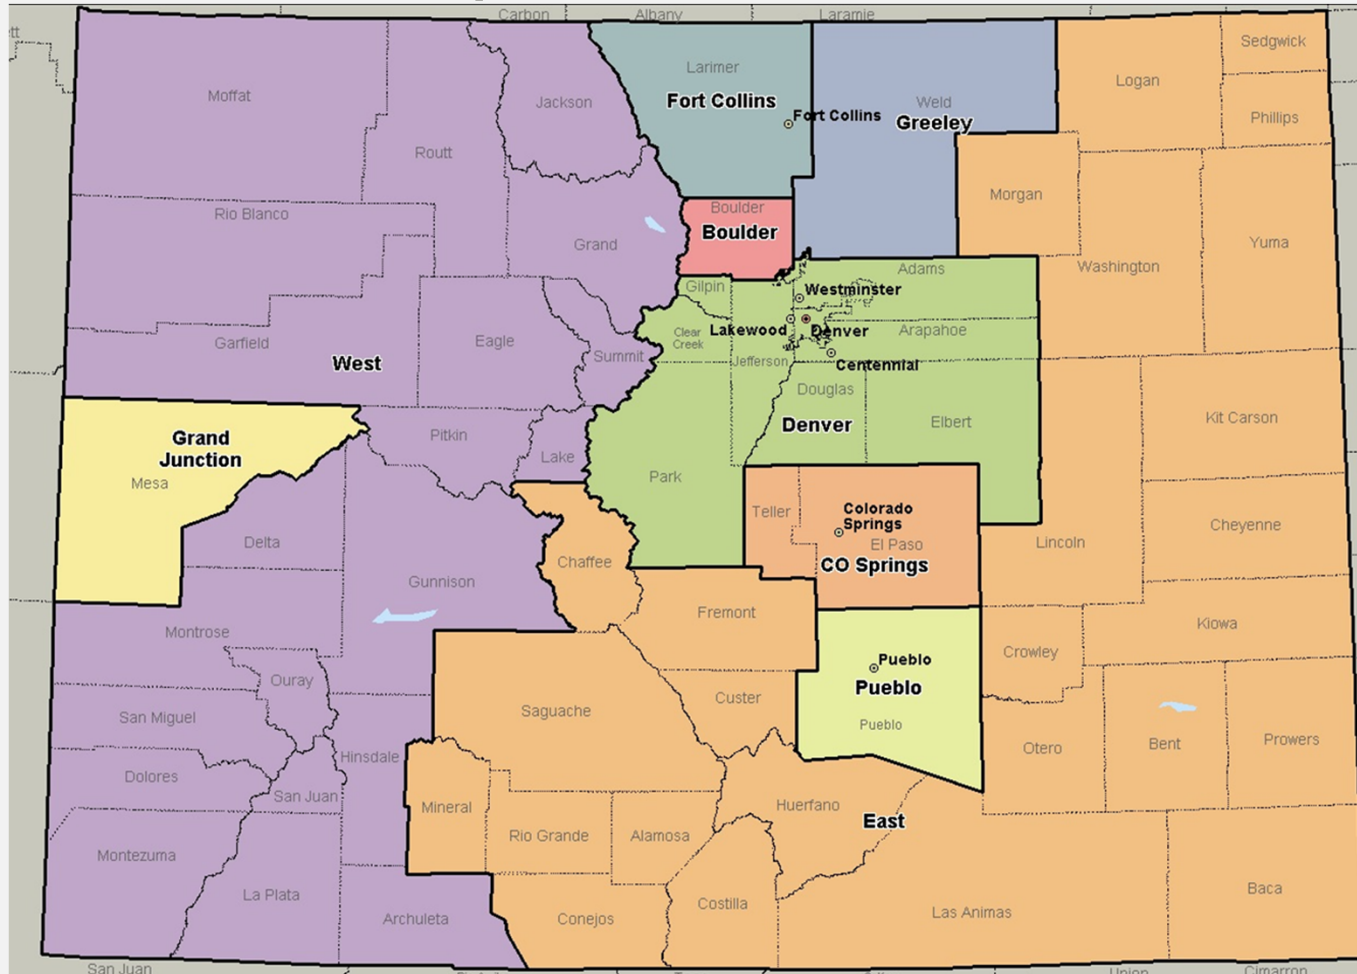 Carbon
Albany
Laramie
tt
Sedgwick
Larimer
Logan
Moffat
Fort Collins
Jackson
Weld
Fort Collins
Greeley
Phillips
Routt
Morgan
Boulder
Rio Blanco
Boulder
Grand
Yuma
Adams
Washington
Gilpin
Westminster
Lakewood
Denver
Arapahoe
Clear
Creek
Garfield
Eagle
Summit
West
Jefferson
Centennial
Douglas
Kit Carson
Denver
Elbert
Grand
Junction
Pitkin
Lake
Park
Mesa
Teller
Colorado
Springs
Cheyenne
Delta
El Paso
Lincoln
Chaffee
CO Springs
Gunnison
Fremont
Kiowa
Montrose
Crowley
Pueblo
Ouray
Pueblo
Custer
Saguache
San Miguel
Pueblo
Otero
Bent
Prowers
Hinsdale
Dolores
San Juan
Mineral
Huerfano
East
Rio Grande
Alamosa
Montezuma
La Plata
Baca
Costilla
Archuleta
Conejos
Las Animas
San Juan
Union
Cimarron